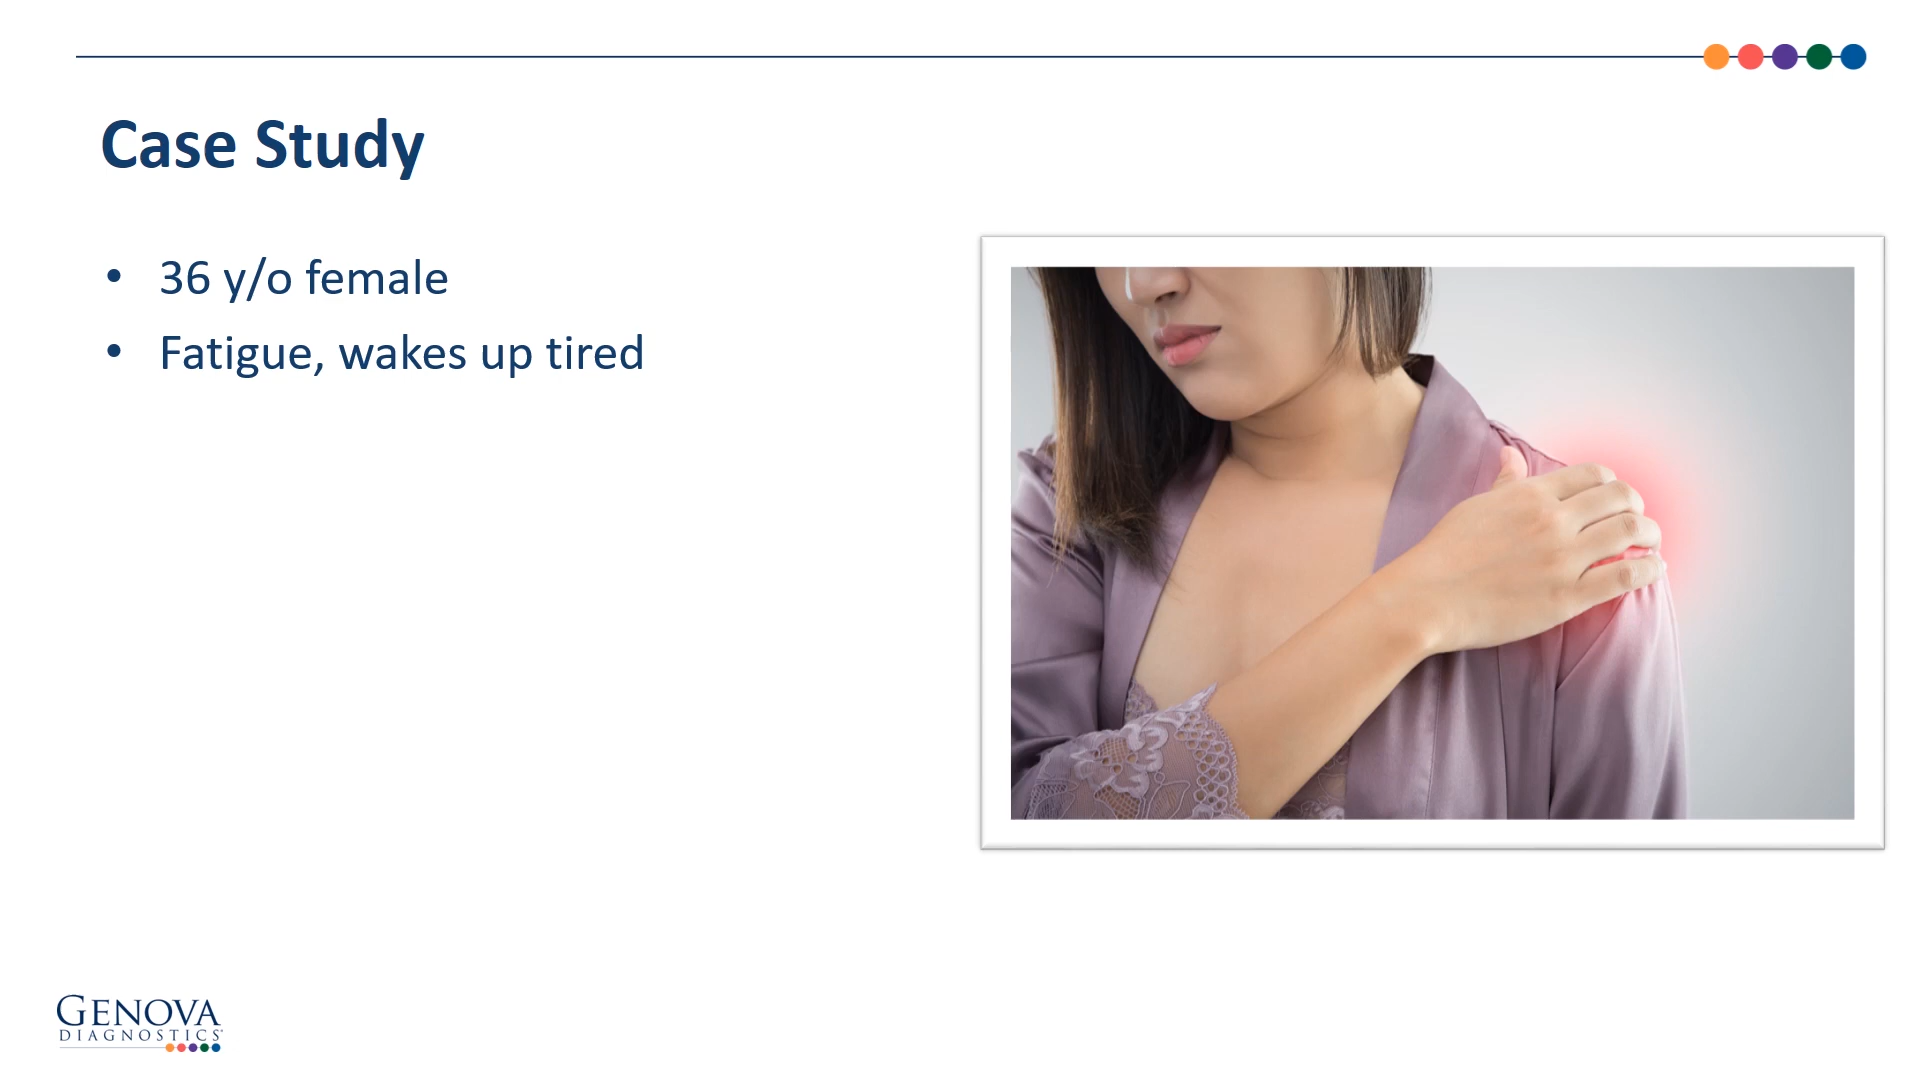 Case Study
• 36 y/o female
• Fatigue, wakes up tired
GENOVA
DIAGNOSTICS